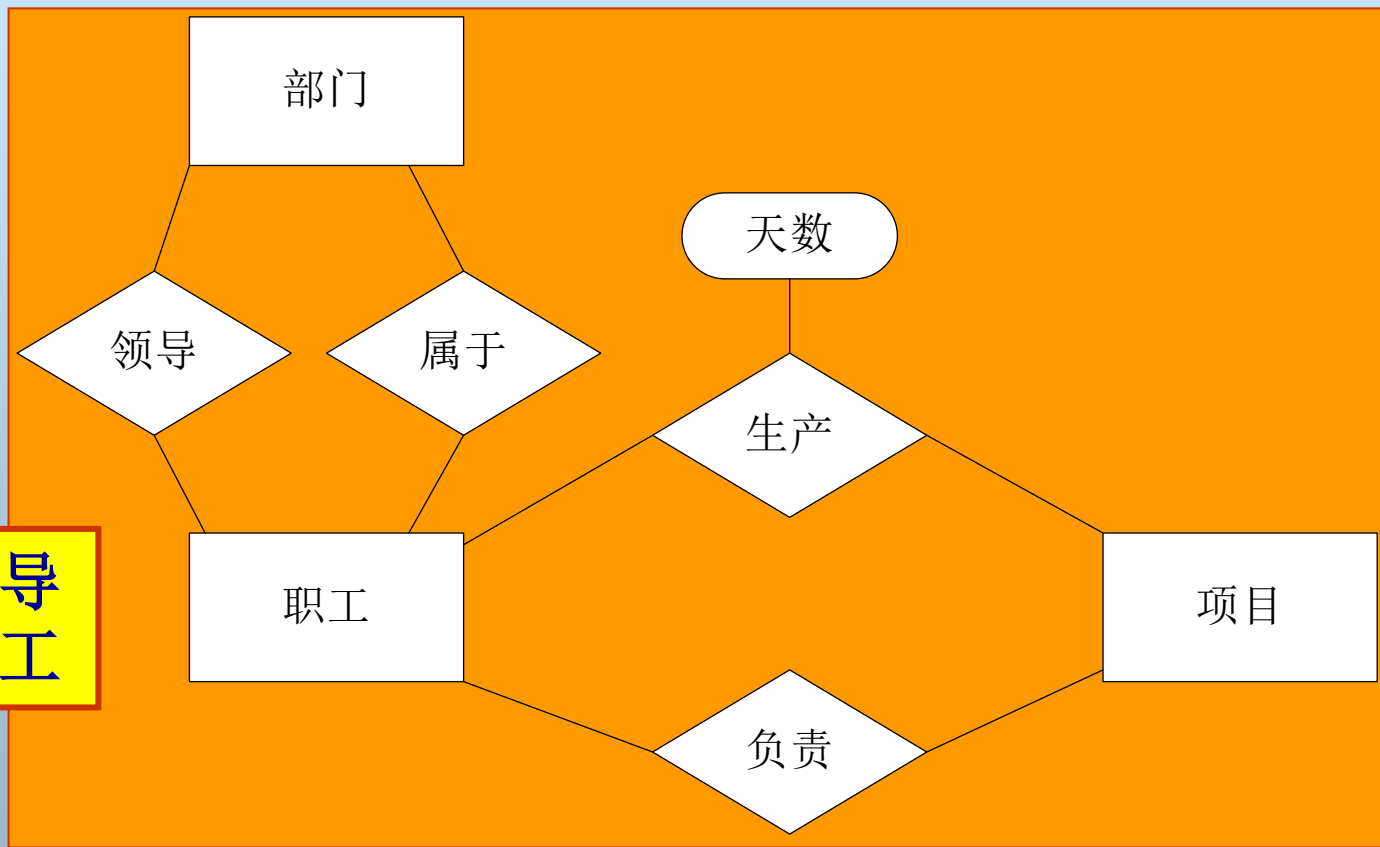 部门
天数
领导
属于
生产
导
工
职工
项目
负责